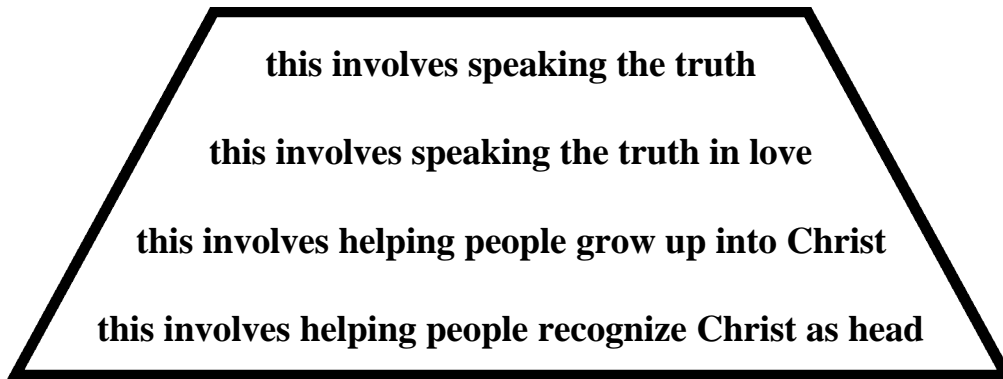 this involves speaking the truth
this involves speaking the truth in love
this involves helping people grow up into Christ
this involves helping people recognize Christ as head